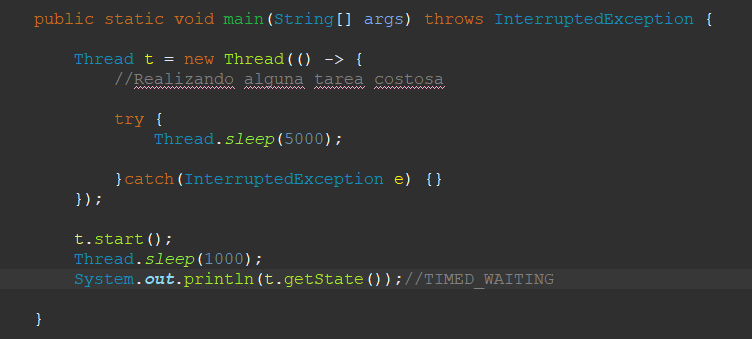 public static void main(String[] args) throws InterruptedException {
Thread t = new Thread(() -> {
//Realizando alguna tarea costosa
try {
Thread.sleep(5000);
}catch(InterruptedException e) {}
});
t.start();
Thread.sleep(1000);
System.out.println(t.getState());//TIMED_WAITING
}